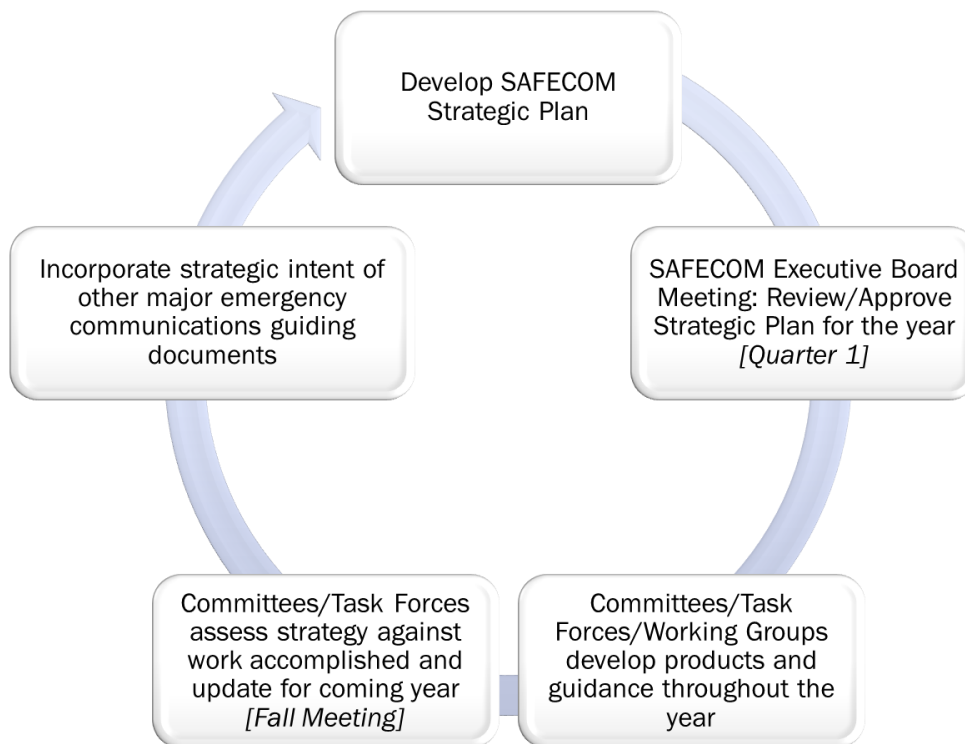 Develop SAFECOM
Strategic Plan
SAFECOM Executive Board
Meeting: Review/Approve
Strategic Plan for the year
[Quarter 1]
Committees/Task
Forces/Working Groups
develop products and
guidance throughout the
year
Committees/Task Forces
assess strategy against
work accomplished and
update for coming year
[Fall Meeting]
Incorporate strategic intent of
other major emergency
communications guiding
documents